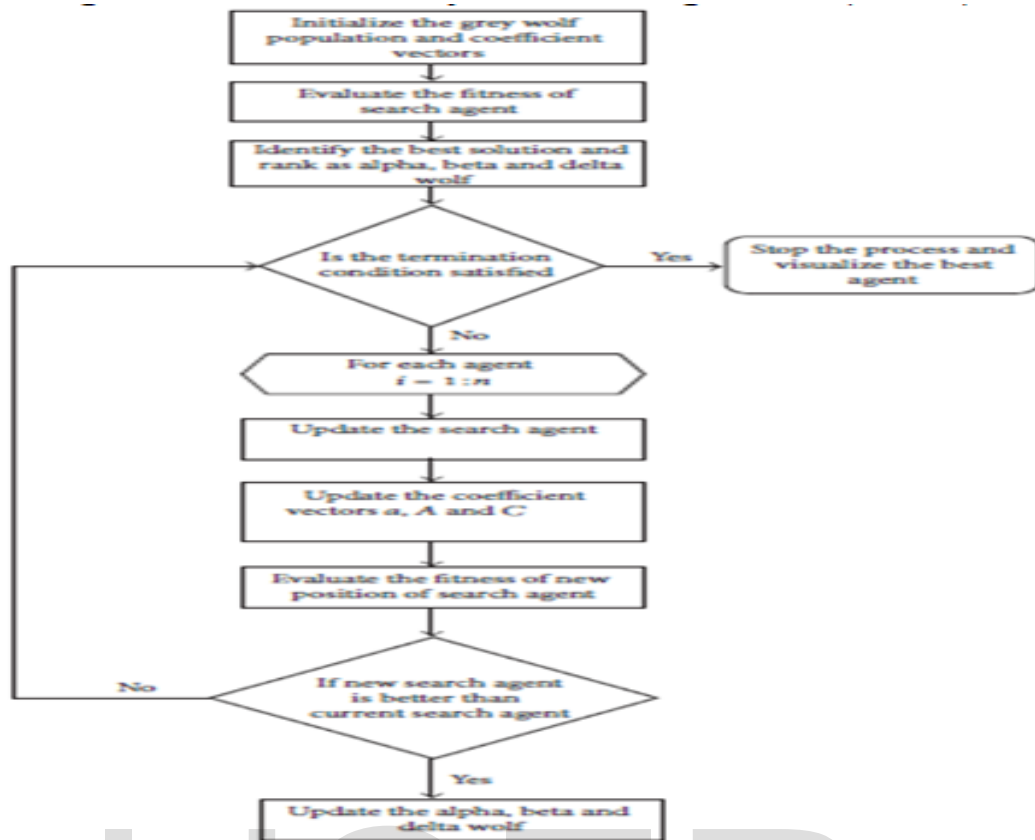 Initialize the grey wolf
population and coefficient
vectors
Evaluate the fitness of
search agent
Identify the best solution and
rank as alpha, beta and delta
wolf
Is the termination
condition satisfied
Yes
Stop the process and
visualize the best
agent
No
For each agent
i = 1 : n
Update the search agent
Update the coefficient
vectors a, A and C
Evaluate the fitness of new
position of search agent
No
If new search agent
is better than
current search agent
Yes
Update the alpha, beta and
delta wolf